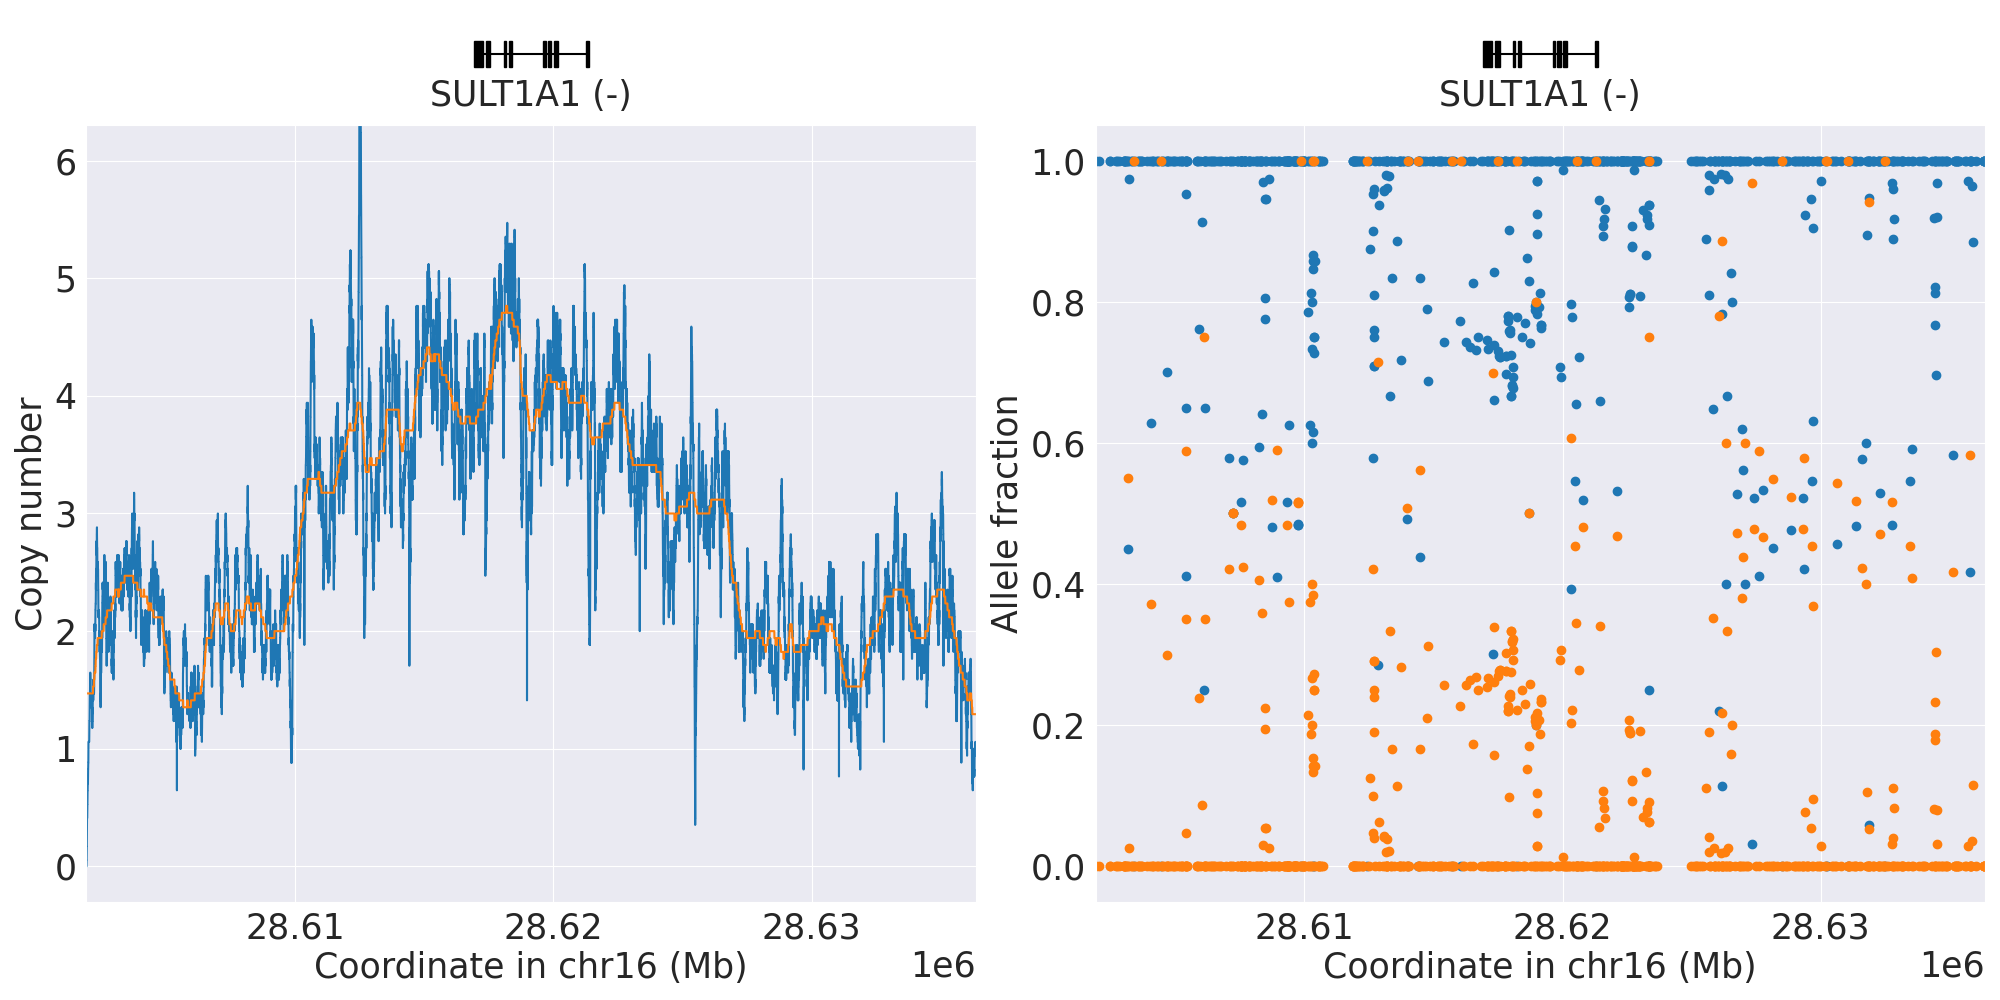 SULT1A1 (-)
6
5
4
3
2
1
0
Copy number
28.61
28.62
28.63
Coordinate in chr16 (Mb)
1e6
SULT1A1 (-)
1.0
0.8
0.6
0.4
0.2
0.0
Allele fraction
28.61
28.62
28.63
Coordinate in chr16 (Mb)
1e6